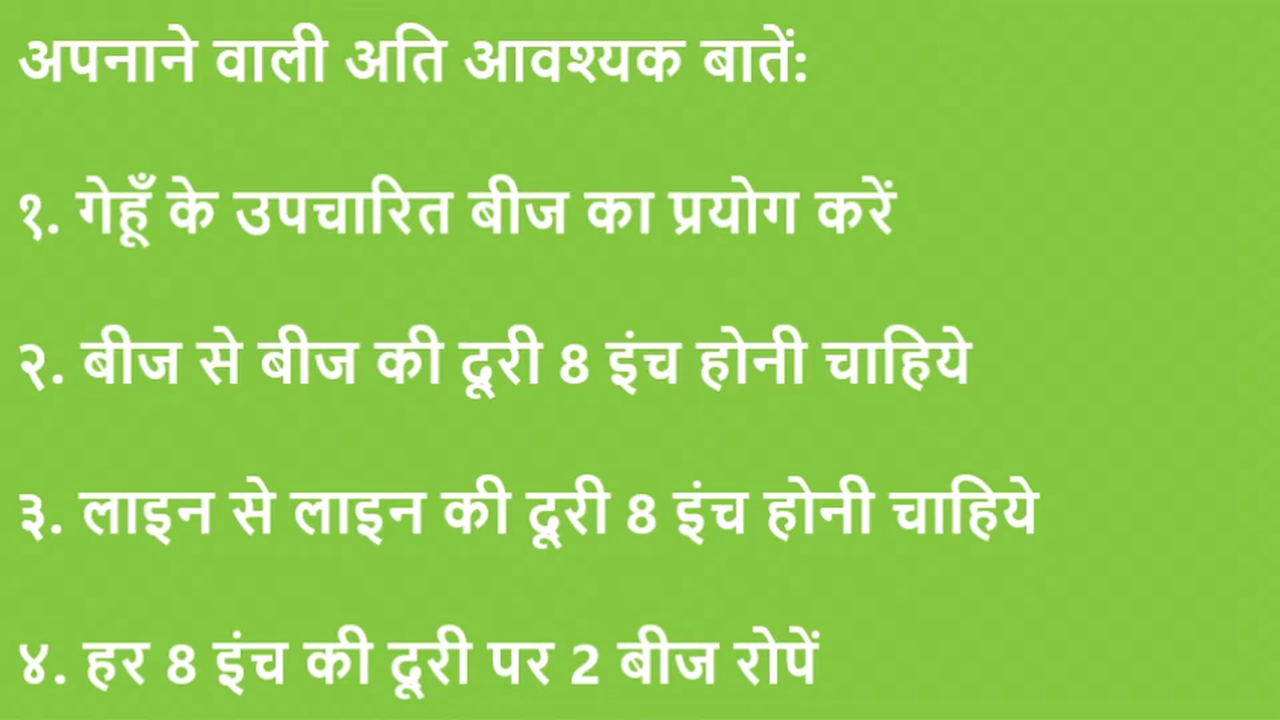 अपनाने वाली अति आवश्यक बातें:
१. गेहूँ के उपचारित बीज का प्रयोग करें
२. बीज से बीज की दूरी 8 इंच होनी चाहिये
३. लाइन से लाइन की दूरी 8 इंच होनी चाहिये
४. हर 8 इंच की दूरी पर 2 बीज रोपें